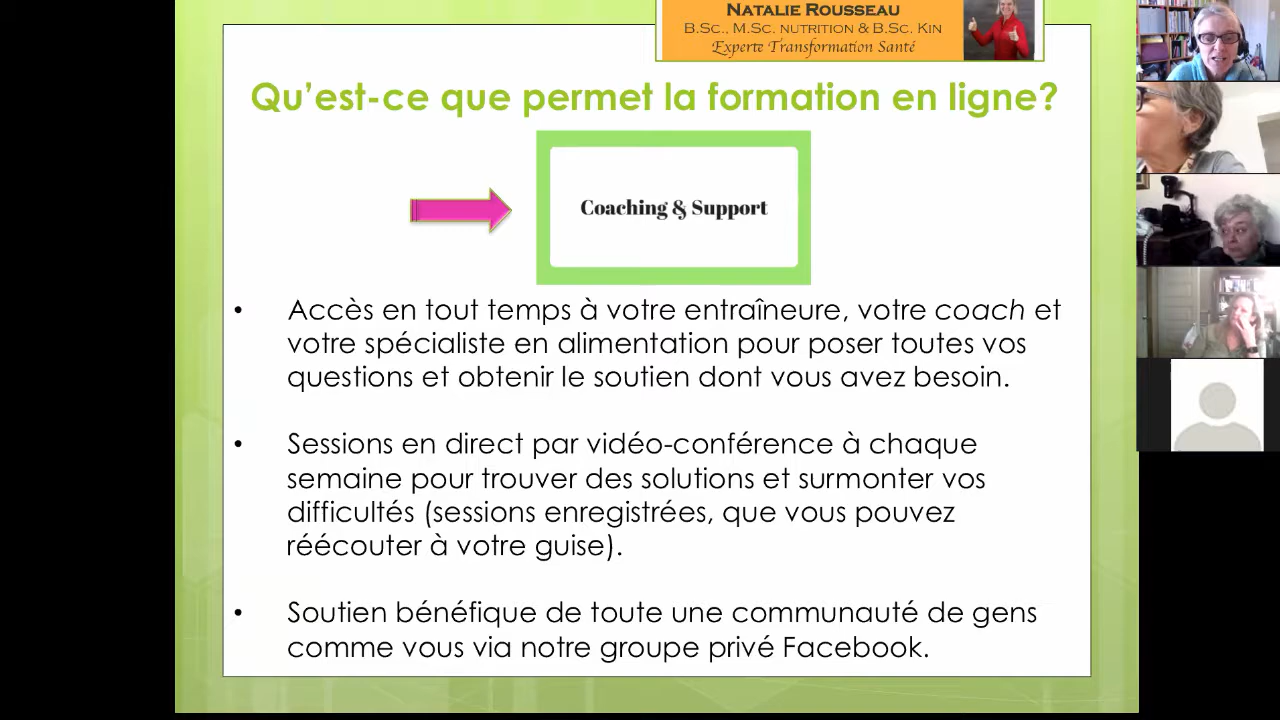 NATALIE ROUSSEAU
B.SC., M.SC. NUTRITION & B.SC. KIN
Experte Transformation Santé
Qu'est-ce que permet la formation en ligne?
Coaching & Support
• Accès en tout temps à votre entraîneure, votre coach et
votre spécialiste en alimentation pour poser toutes vos
questions et obtenir le soutien dont vous avez besoin.
• Sessions en direct par vidéo-conférence à chaque
semaine pour trouver des solutions et surmonter vos
difficultés (sessions enregistrées, que vous pouvez
réécouter à votre guise).
• Soutien bénéfique de toute une communauté de gens
comme vous via notre groupe privé Facebook.